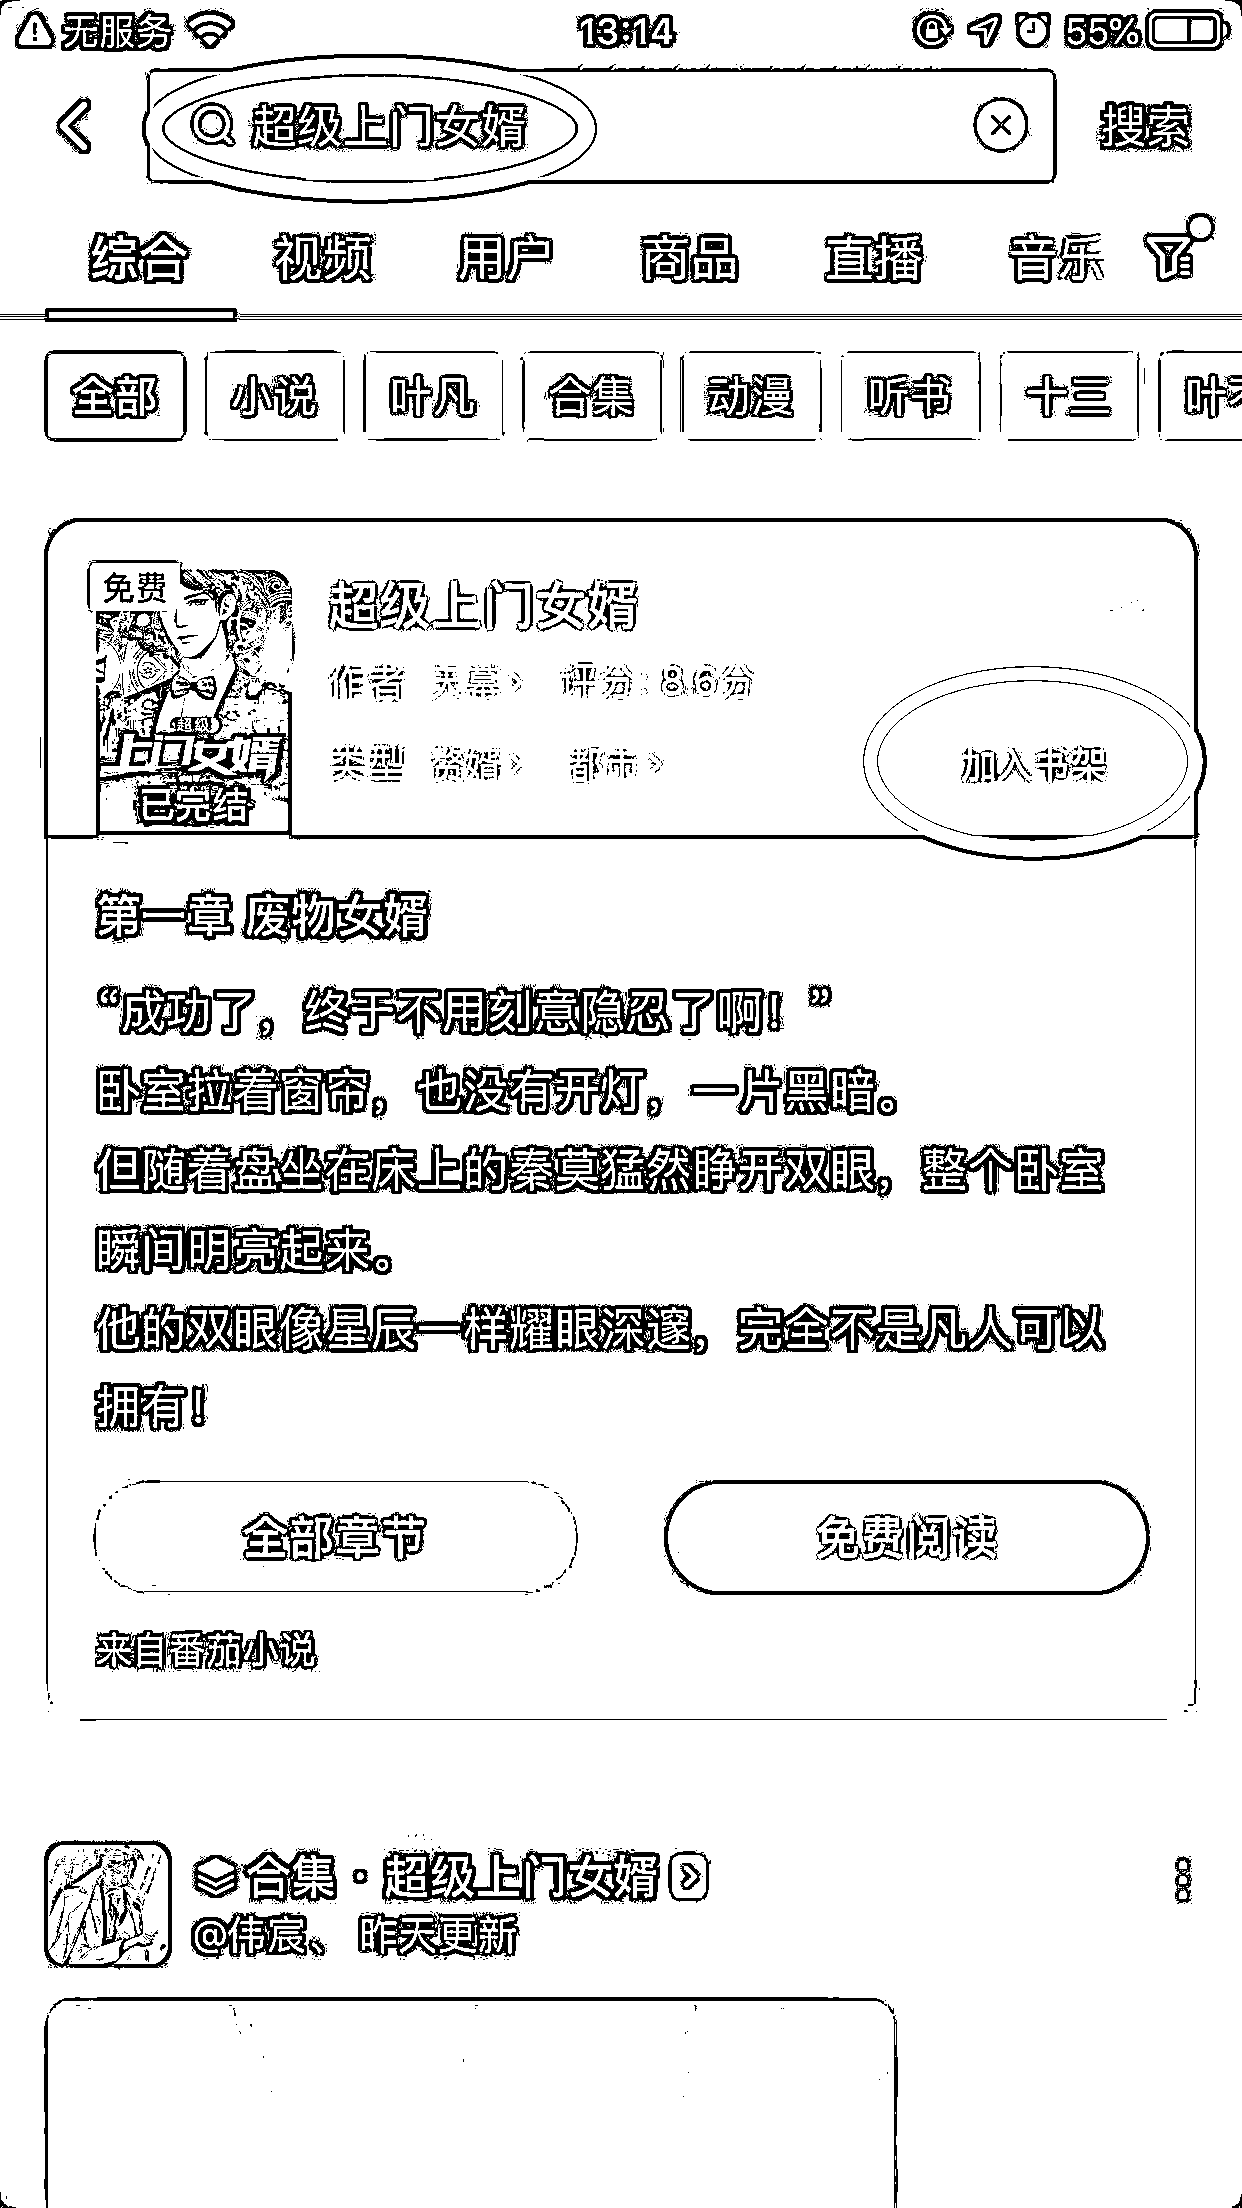 无服务 13:14 55%
超级上门女婿 搜索
综合 视频 用户 商品 直播 音乐
全部 小说 叶凡 合集 动漫 听书 十三
免费
超级上门女婿
作者 天幕 评分: 8.6分
类型 赘婿 都市
加入书架
超级
上门女婿
已完结
第一章 废物女婿
“成功了，终于不用刻意隐忍了啊！”
卧室拉着窗帘，也没有开灯，一片黑暗。
但随着盘坐在床上的秦莫猛然睁开双眼，整个卧室
瞬间明亮起来。
他的双眼像星辰一样耀眼深邃，完全不是凡人可以
拥有！
全部章节 免费阅读
来自番茄小说
合集 · 超级上门女婿
@伟宸、 昨天更新